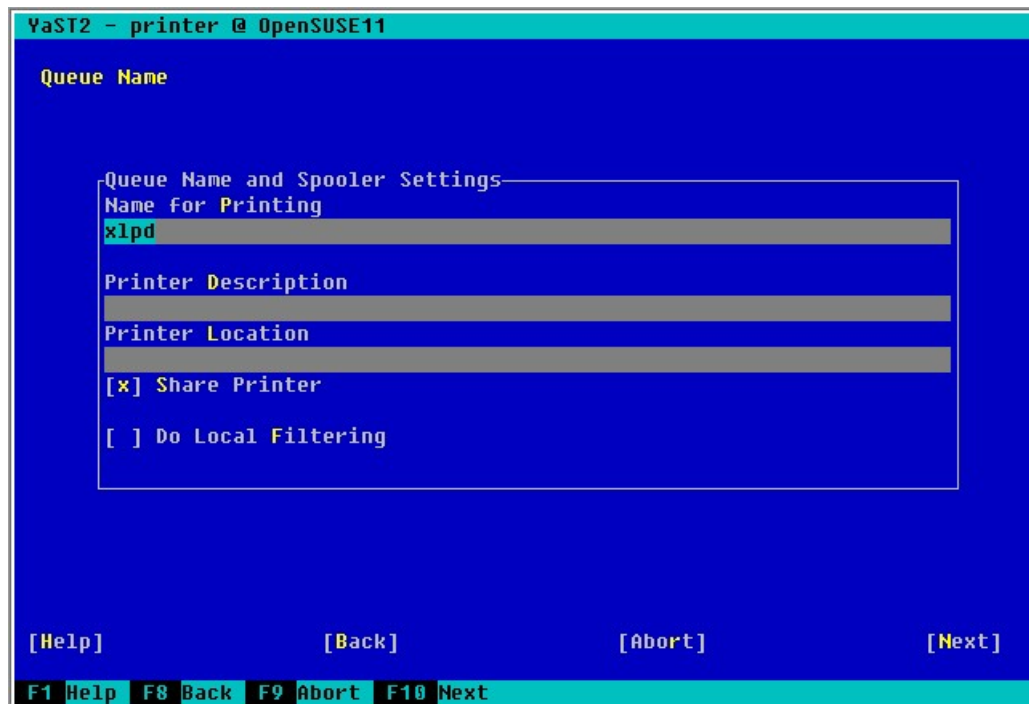 YaST2 - printer @ OpenSUSE11
Queue Name
Queue Name and Spooler Settings
Name for Printing
xlpd
Printer Description
Printer Location
[x] Share Printer
[ ] Do Local Filtering
[Help] [Back] [Abort] [Next]
F1 Help F8 Back F9 Abort F10 Next